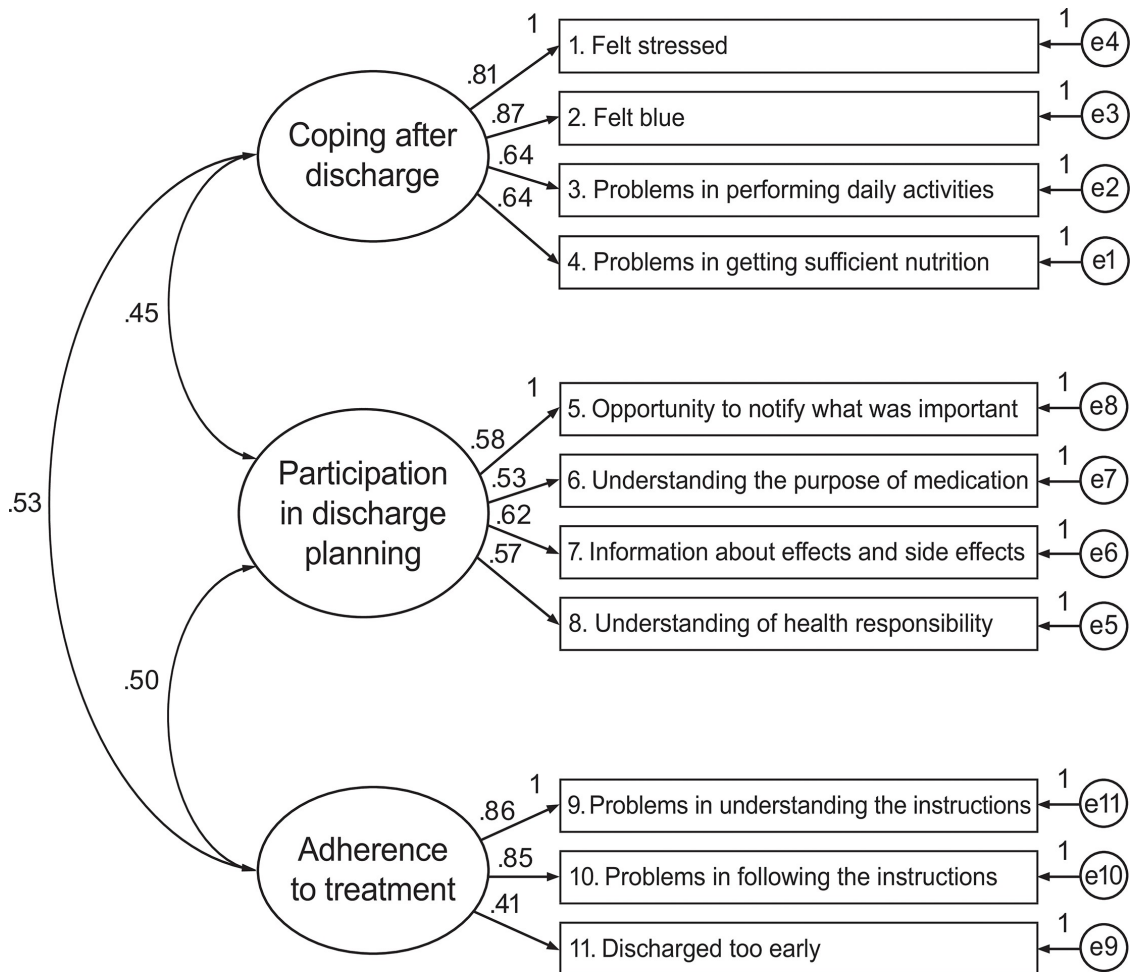 1
1. Felt stressed
1
e4
.81
Coping after
discharge
.87
2. Felt blue
1
e3
.64
3. Problems in performing daily activities
1
e2
.64
4. Problems in getting sufficient nutrition
1
e1
.45
.53
1
5. Opportunity to notify what was important
1
e8
.58
Participation
in discharge
planning
.53
6. Understanding the purpose of medication
1
e7
.62
7. Information about effects and side effects
1
e6
.57
8. Understanding of health responsibility
1
e5
.50
1
9. Problems in understanding the instructions
1
e11
.86
Adherence
to treatment
.85
10. Problems in following the instructions
1
e10
.41
11. Discharged too early
1
e9